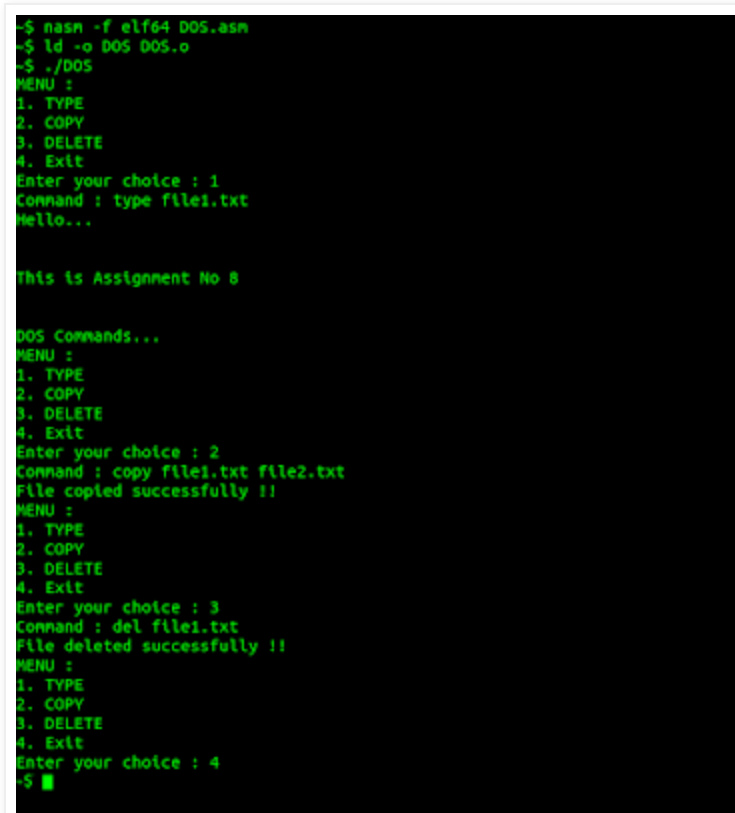 ~$ nasm -f elf64 DOS.asm
~$ ld -o DOS DOS.o
~$ ./DOS
MENU :
1. TYPE
2. COPY
3. DELETE
4. Exit
Enter your choice : 1
Command : type file1.txt
Hello...
This is Assignment No 8
DOS Commands...
MENU :
1. TYPE
2. COPY
3. DELETE
4. Exit
Enter your choice : 2
Command : copy file1.txt file2.txt
File copied successfully !!
MENU :
1. TYPE
2. COPY
3. DELETE
4. Exit
Enter your choice : 3
Command : del file1.txt
File deleted successfully !!
MENU :
1. TYPE
2. COPY
3. DELETE
4. Exit
Enter your choice : 4
~$